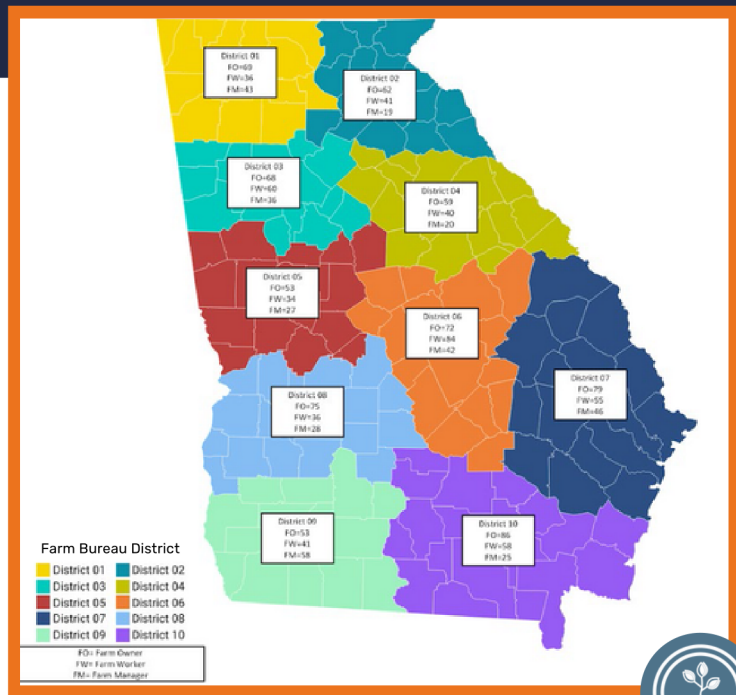 District 01
FO=69
FW=36
FM=43
District 02
FO=62
FW=41
FM=19
District 03
FO=68
FW=60
FM=36
District 04
FO=59
FW=40
FM=20
District 05
FO=53
FW=34
FM=27
District 06
FO=72
FW=84
FM=42
District 07
FO=79
FW=55
FM=46
District 08
FO=75
FW=36
FM=28
District 09
FO=53
FW=41
FM=58
District 10
FO=86
FW=58
FM=25
Farm Bureau District
District 01 District 02
District 03 District 04
District 05 District 06
District 07 District 08
District 09 District 10
FO= Farm Owner
FW= Farm Worker
FM= Farm Manager